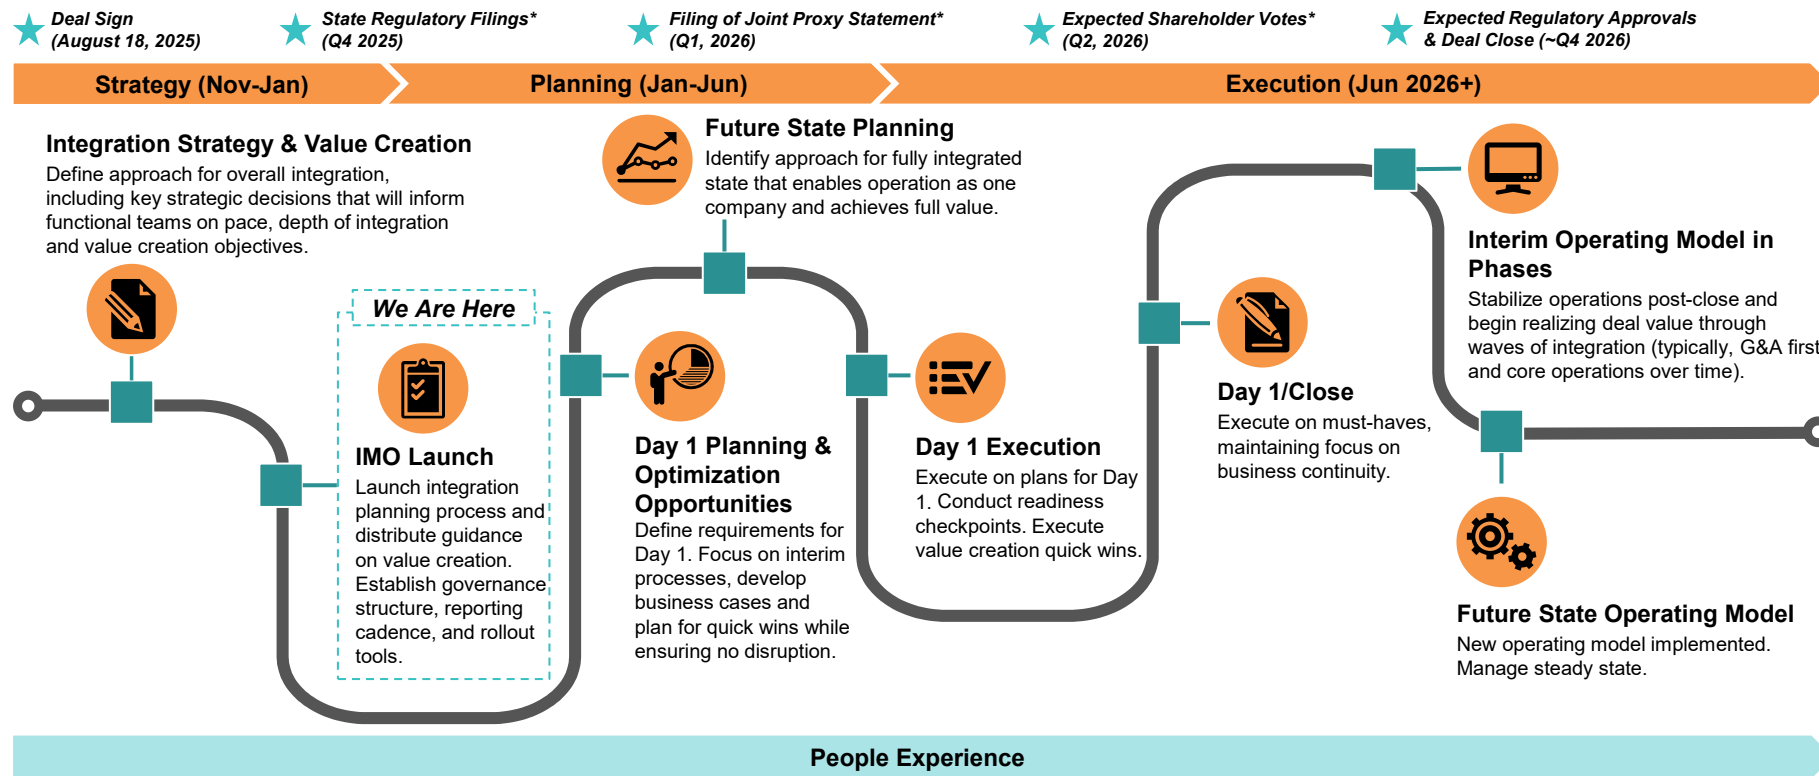 Deal Sign
(August 18, 2025)
State Regulatory Filings*
(Q4 2025)
Filing of Joint Proxy Statement*
(Q1, 2026)
Expected Shareholder Votes*
(Q2, 2026)
Expected Regulatory Approvals
& Deal Close (~Q4 2026)
Strategy (Nov-Jan)
Planning (Jan-Jun)
Execution (Jun 2026+)
Integration Strategy & Value Creation
Define approach for overall integration,
including key strategic decisions that will inform
functional teams on pace, depth of integration
and value creation objectives.
We Are Here
IMO Launch
Launch integration
planning process and
distribute guidance
on value creation.
Establish governance
structure, reporting
cadence, and rollout
tools.
Future State Planning
Identify approach for fully integrated
state that enables operation as one
company and achieves full value.
Day 1 Planning &
Optimization
Opportunities
Define requirements for
Day 1. Focus on interim
processes, develop
business cases and
plan for quick wins while
ensuring no disruption.
Day 1 Execution
Execute on plans for Day
1. Conduct readiness
checkpoints. Execute
value creation quick wins.
Day 1/Close
Execute on must-haves,
maintaining focus on
business continuity.
Interim Operating Model in
Phases
Stabilize operations post-close and
begin realizing deal value through
waves of integration (typically, G&A first
and core operations over time).
Future State Operating Model
New operating model implemented.
Manage steady state.
People Experience